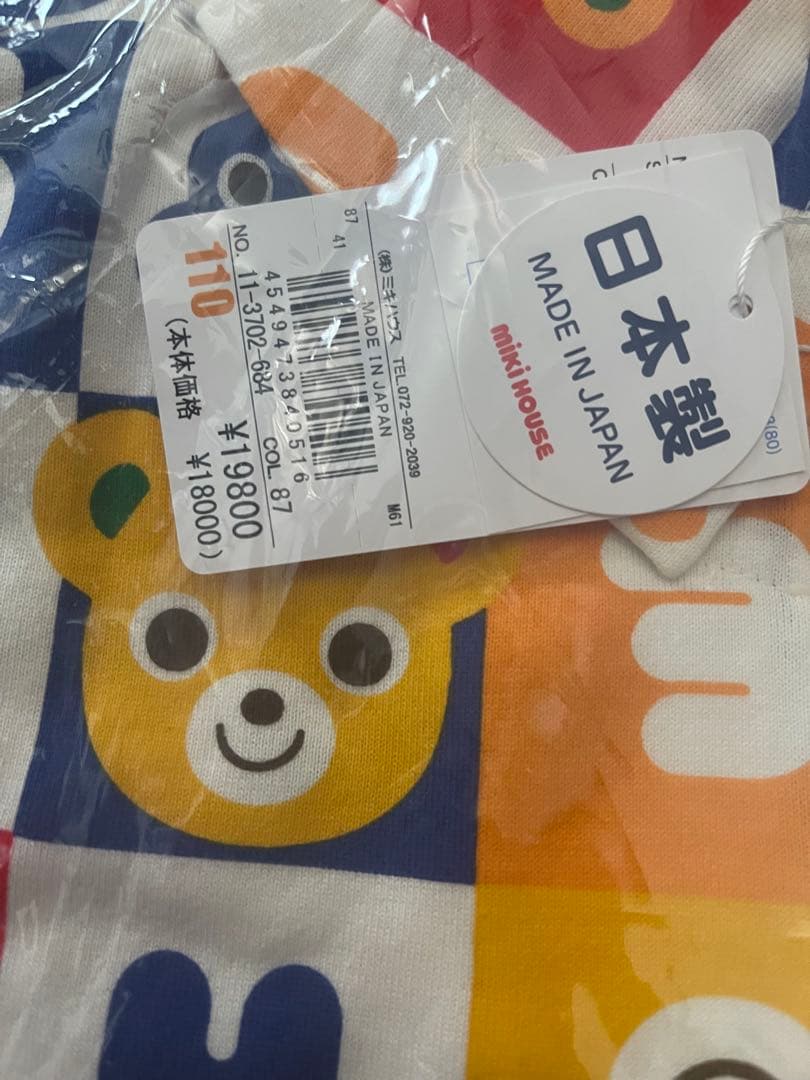 日本製
MADE IN JAPAN
miki HOUSE
(80)
87
41
(株)ミキハウス TEL.072-920-2039
MADE IN JAPAN
M61
4549473840516
NO. 11-3702-684 COL 87
110 ¥19800
(本体価格 ¥18000)